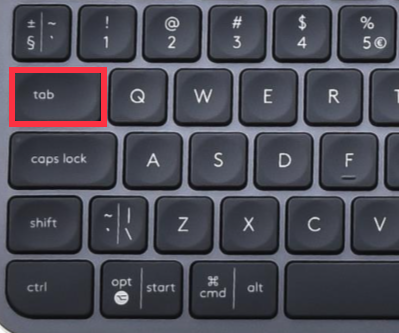 ± ~ ! @ # $ %
§ ` 1 2 3 4 5 €
tab Q W E R T
caps lock A S D F
shift ~ | Z X C V
` \
ctrl opt start ⌘ alt
⌥ cmd